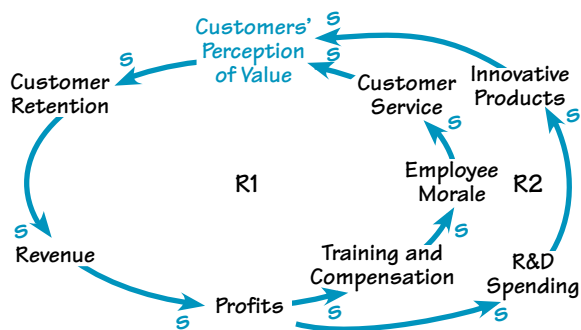 Customers'
Perception
of Value
s
s
s
Customer
Retention
Customer
Service
Innovative
Products
s
s
Employee
Morale
R1
R2
s
Revenue
s
Training and
Compensation
R&D
Spending
s
Profits
s
s